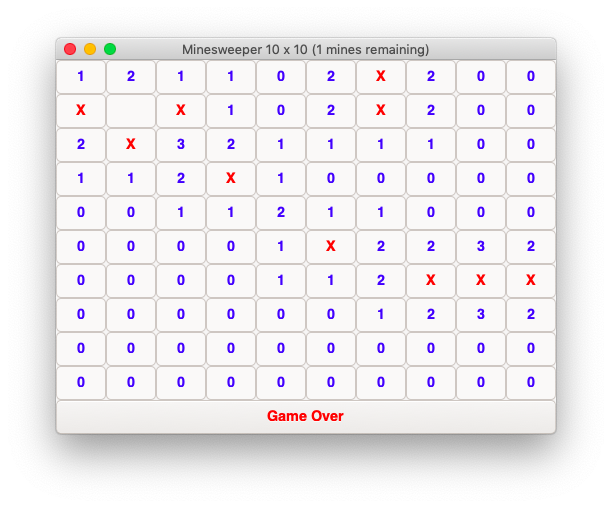 Minesweeper 10 x 10 (1 mines remaining)
1 2 1 1 0 2 X 2 0 0
X X 1 0 2 X 2 0 0
2 X 3 2 1 1 1 1 0 0
1 1 2 X 1 0 0 0 0 0
0 0 1 1 2 1 1 0 0 0
0 0 0 0 1 X 2 2 3 2
0 0 0 0 1 1 2 X X X
0 0 0 0 0 0 1 2 3 2
0 0 0 0 0 0 0 0 0 0
0 0 0 0 0 0 0 0 0 0
Game Over